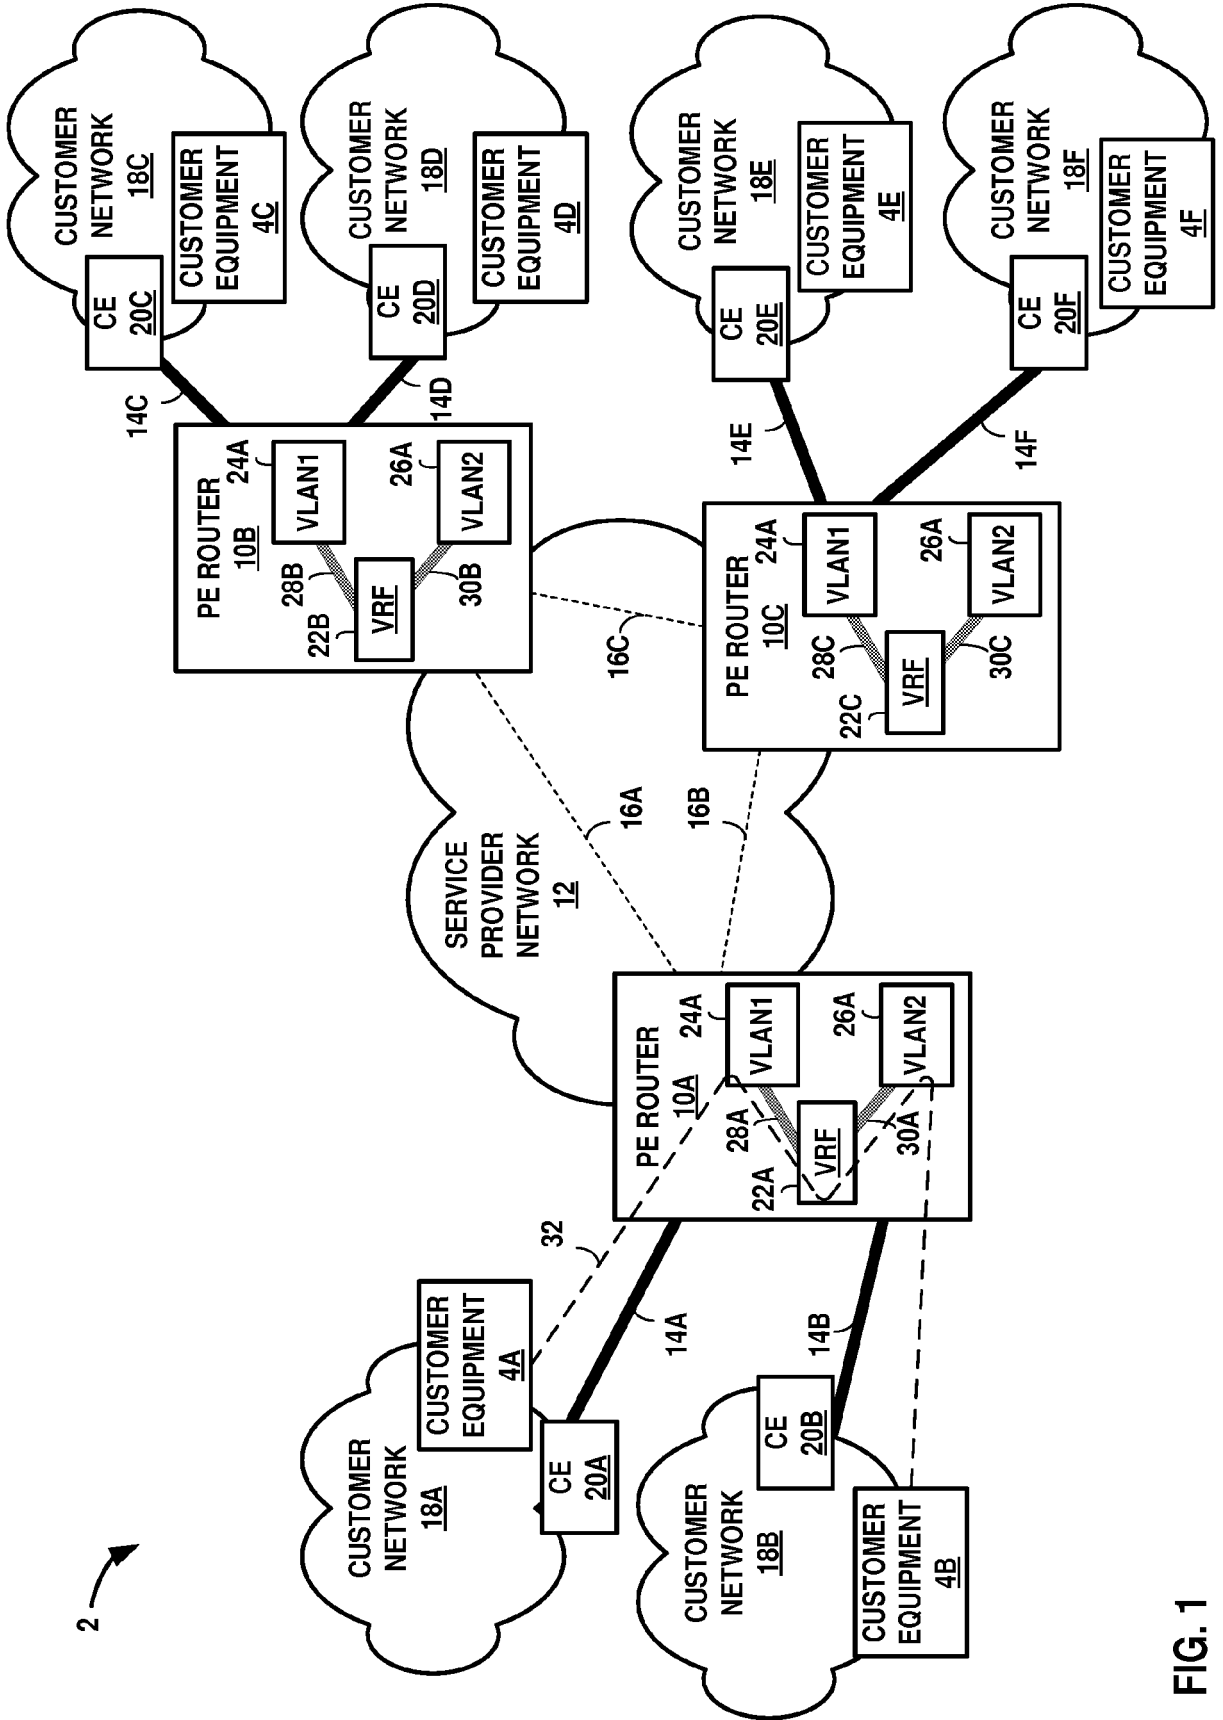 2
CUSTOMER
NETWORK
18A
CUSTOMER
EQUIPMENT
4A
CE
20A
CUSTOMER
NETWORK
18B
CE
20B
CUSTOMER
EQUIPMENT
4B
32
14A
14B
PE ROUTER
10A
24A
VLAN1
28A
22A
VRF
30A
26A
VLAN2
SERVICE
PROVIDER
NETWORK
12
16A
16B
16C
PE ROUTER
10B
24A
VLAN1
28B
22B
VRF
30B
26A
VLAN2
PE ROUTER
10C
24A
VLAN1
28C
22C
VRF
30C
26A
VLAN2
14C
14D
14E
14F
CUSTOMER
NETWORK
18C
CE
20C
CUSTOMER
EQUIPMENT
4C
CUSTOMER
NETWORK
18D
CE
20D
CUSTOMER
EQUIPMENT
4D
CUSTOMER
NETWORK
18E
CE
20E
CUSTOMER
EQUIPMENT
4E
CUSTOMER
NETWORK
18F
CE
20F
CUSTOMER
EQUIPMENT
4F
FIG. 1